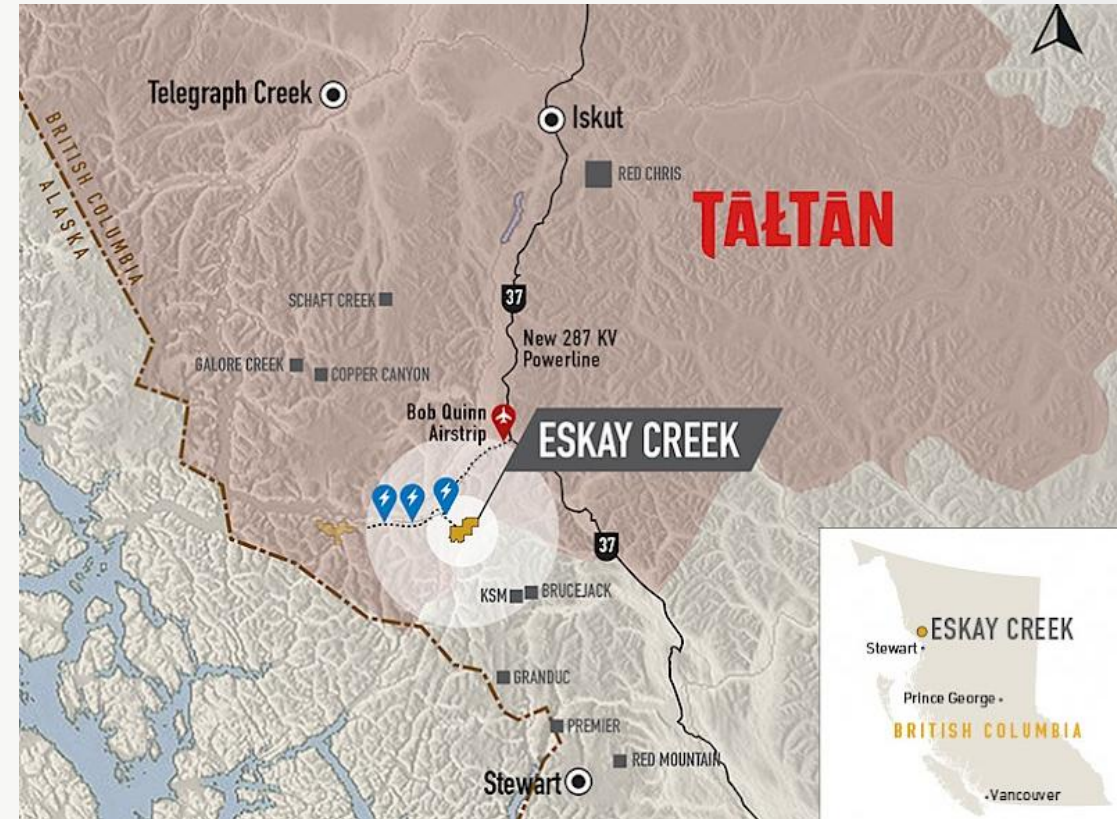 Telegraph Creek
Iskut
RED CHRIS
TĀŁTĀN
BRITISH COLUMBIA
ALASKA
SCHAFT CREEK
37
New 287 KV
Powerline
GALORE CREEK
COPPER CANYON
Bob Quinn
Airstrip
ESKAY CREEK
37
KSM
BRUCEJACK
GRANDUC
PREMIER
RED MOUNTAIN
Stewart
ESKAY CREEK
Stewart
Prince George
BRITISH COLUMBIA
Vancouver